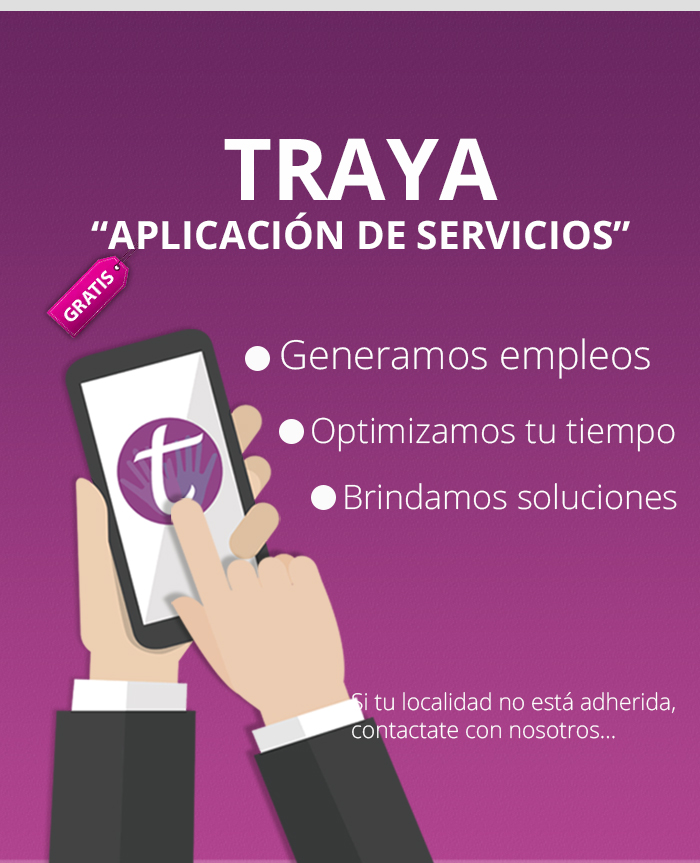 TRAYA
“APLICACIÓN DE SERVICIOS”
GRATIS
Generamos empleos
Optimizamos tu tiempo
Brindamos soluciones
t
Si tu localidad no está adherida,
contactate con nosotros...